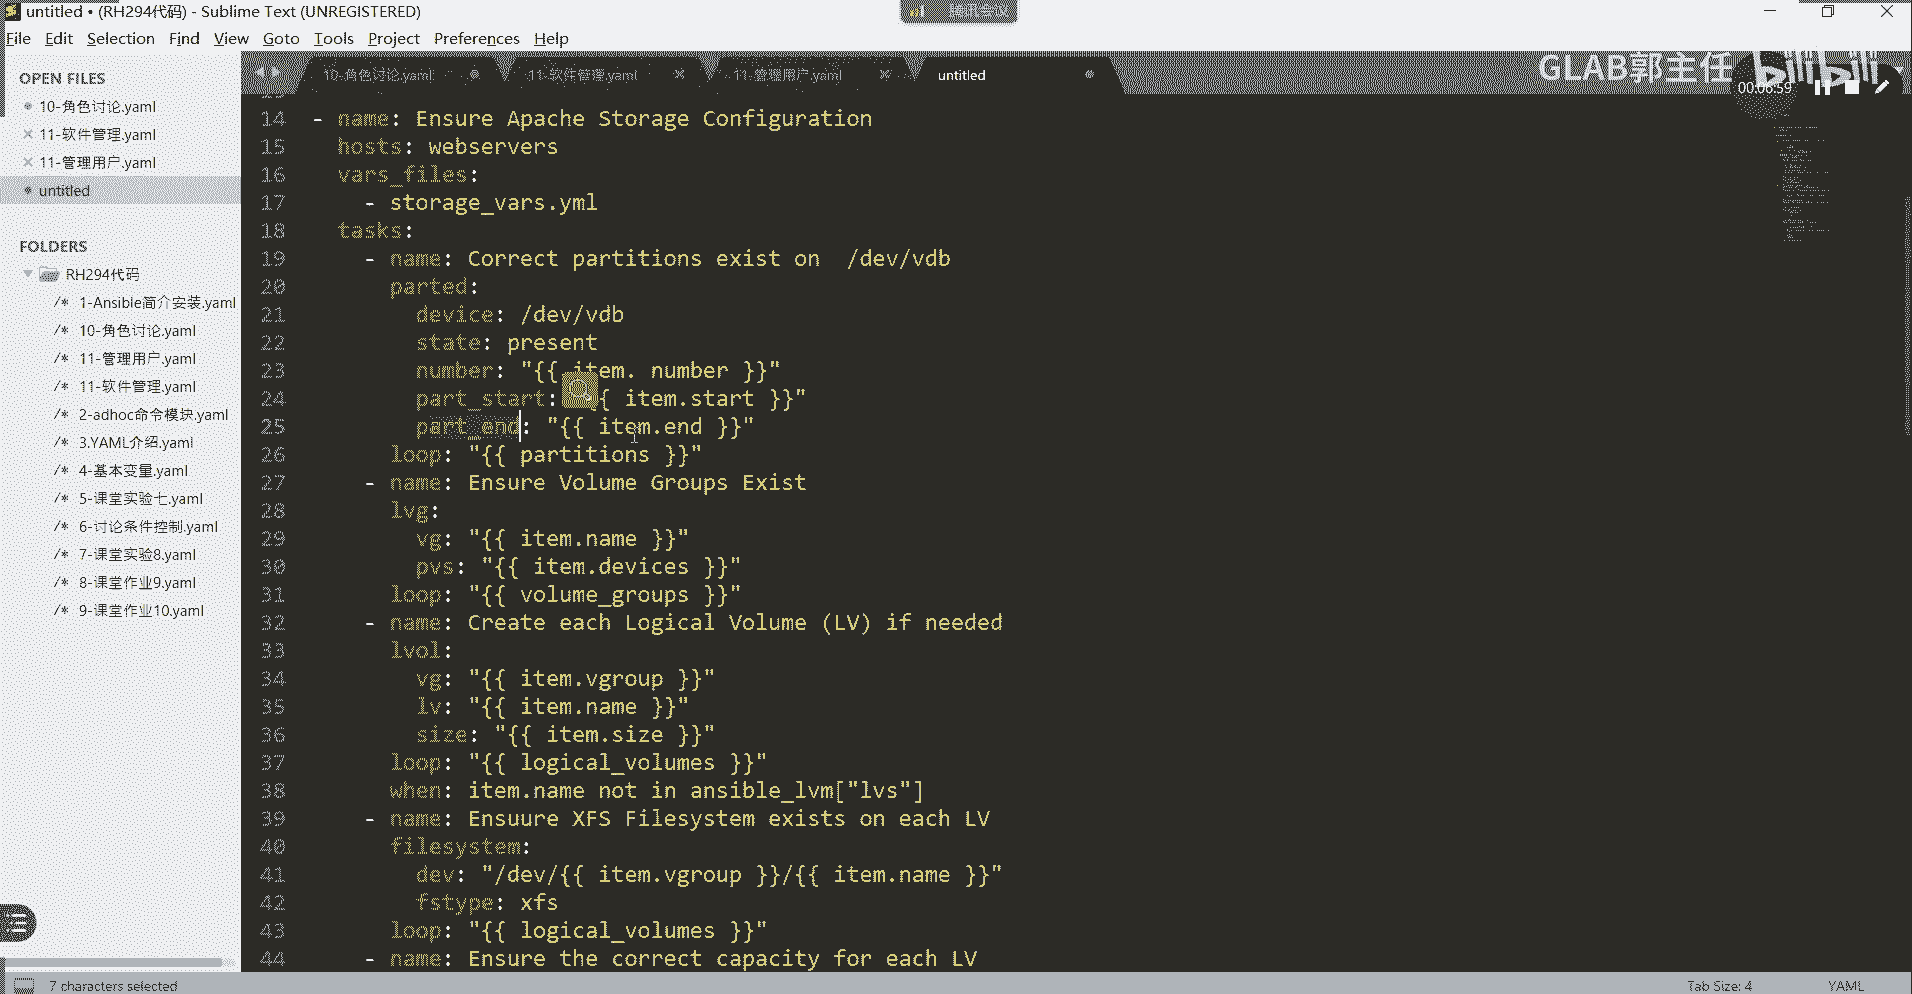 untitled • (RH294代码) - Sublime Text (UNREGISTERED)
腾讯会议
File Edit Selection Find View Goto Tools Project Preferences Help
GLAB郭主任 bilibili
00:06:59
OPEN FILES
10-角色讨论.yaml
11-软件管理.yaml
11-管理用户.yaml
untitled
FOLDERS
RH294代码
/* 1-Ansible简介安装.yaml
/* 10-角色讨论.yaml
/* 11-管理用户.yaml
/* 11-软件管理.yaml
/* 2-adhoc命令模块.yaml
/* 3.YAML介绍.yaml
/* 4-基本变量.yaml
/* 5-课堂实验七.yaml
/* 6-讨论条件控制.yaml
/* 7-课堂实验8.yaml
/* 8-课堂作业9.yaml
/* 9-课堂作业10.yaml
10-角色讨论.yaml 11-软件管理.yaml 11-管理用户.yaml untitled
14 - name: Ensure Apache Storage Configuration
15 hosts: webservers
16 vars_files:
17 - storage_vars.yml
18 tasks:
19 - name: Correct partitions exist on  /dev/vdb
20 parted:
21 device: /dev/vdb
22 state: present
23 number: "{{ item. number }}"
24 part_start: { item.start }}"
25 part_end: "{{ item.end }}"
26 loop: "{{ partitions }}"
27 - name: Ensure Volume Groups Exist
28 lvg:
29 vg: "{{ item.name }}"
30 pvs: "{{ item.devices }}"
31 loop: "{{ volume_groups }}"
32 - name: Create each Logical Volume (LV) if needed
33 lvol:
34 vg: "{{ item.vgroup }}"
35 lv: "{{ item.name }}"
36 size: "{{ item.size }}"
37 loop: "{{ logical_volumes }}"
38 when: item.name not in ansible_lvm["lvs"]
39 - name: Ensuure XFS Filesystem exists on each LV
40 filesystem:
41 dev: "/dev/{{ item.vgroup }}/{{ item.name }}"
42 fstype: xfs
43 loop: "{{ logical_volumes }}"
44 - name: Ensure the correct capacity for each LV
7 characters selected Tab Size: 4 YAML